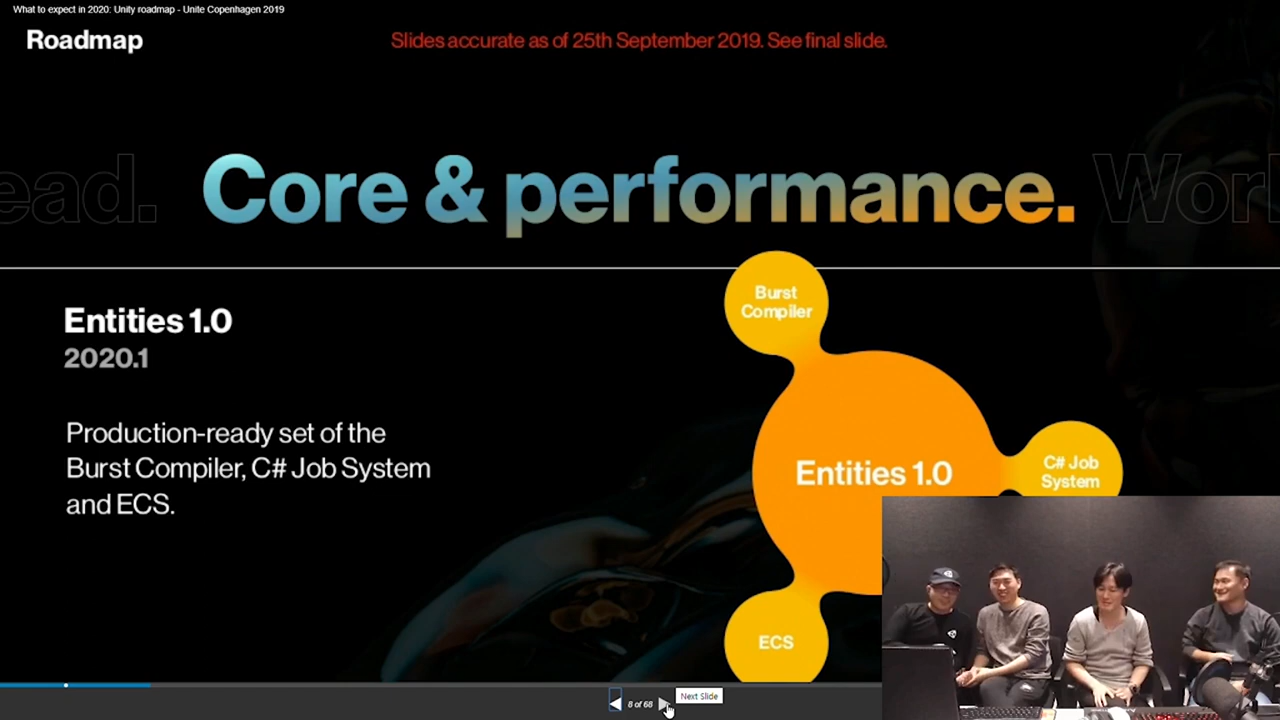 What to expect in 2020: Unity roadmap - Unite Copenhagen 2019
Roadmap
Slides accurate as of 25th September 2019. See final slide.
ead. Core & performance. Wor
Entities 1.0
2020.1
Production-ready set of the
Burst Compiler, C# Job System
and ECS.
Burst
Compiler
Entities 1.0
C# Job
System
ECS
8 of 68
Next Slide